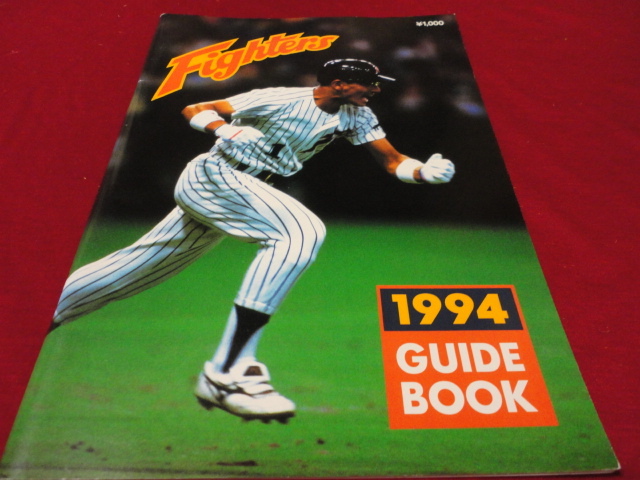 ¥1,000
Fighters
1994
GUIDE
BOOK